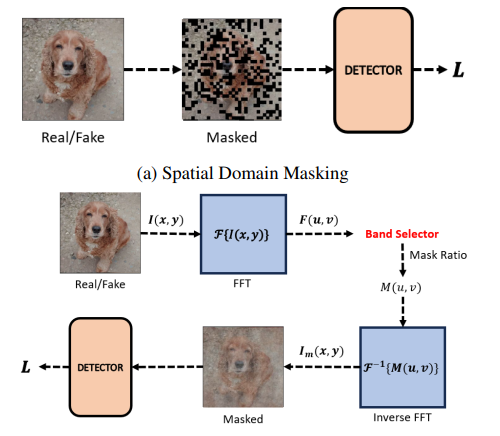 DETECTOR
L
Real/Fake
Masked
(a) Spatial Domain Masking
I(x, y)
ℱ{I(x, y)}
F(u, v)
Band Selector
Real/Fake
FFT
Mask Ratio
M(u, v)
L
DETECTOR
Iₘ(x, y)
ℱ⁻¹{M(u, v)}
Masked
Inverse FFT